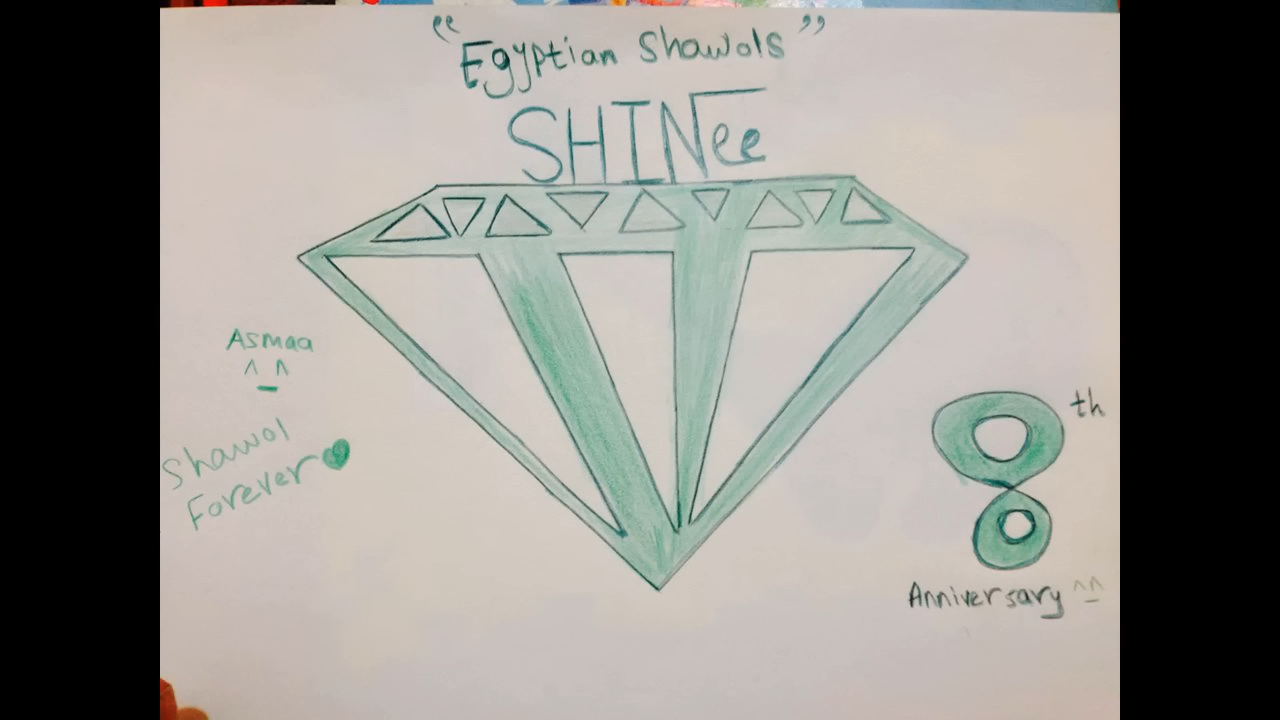 "Egyptian Shawols"
SHINee
Asmaa
^ ^
Shawol
Forever
8th
Anniversary ^^